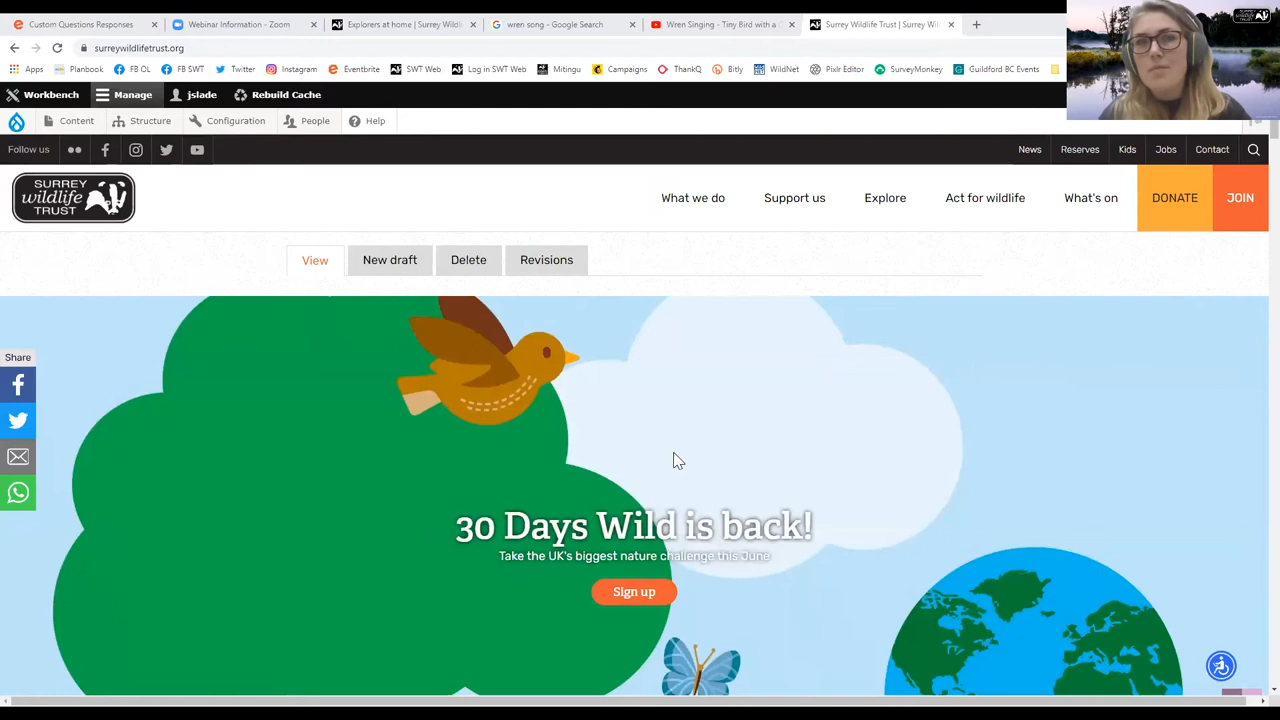 Custom Questions Responses
Webinar Information - Zoom
Explorers at home | Surrey Wildlif
wren song - Google Search
Wren Singing - Tiny Bird with a
Surrey Wildlife Trust | Surrey Wil
surreywildlifetrust.org
Apps Planbook FB OL FB SWT Twitter Instagram Eventbrite SWT Web Log in SWT Web Mitingu Campaigns ThankQ Bitly WildNet Pixlr Editor SurveyMonkey Guildford BC Events
Workbench Manage jslade Rebuild Cache
Content Structure Configuration People Help
Follow us
News Reserves Kids Jobs Contact
SURREY
wildlife
TRUST
What we do Support us Explore Act for wildlife What's on DONATE JOIN
View New draft Delete Revisions
Share
30 Days Wild is back!
Take the UK's biggest nature challenge this June
Sign up